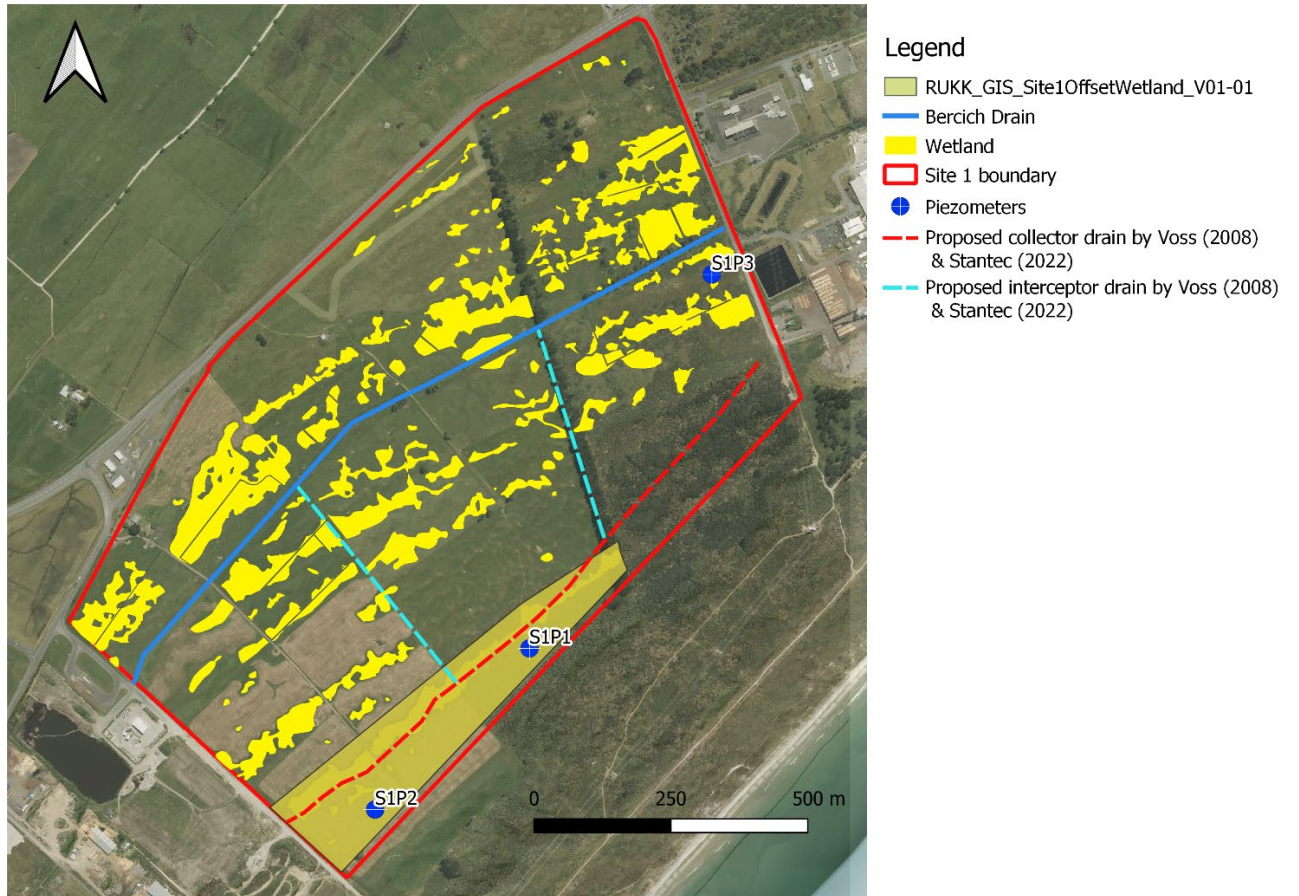 Legend
RUKK_GIS_Site1OffsetWetland_V01-01
Bercich Drain
Wetland
Site 1 boundary
Piezometers
Proposed collector drain by Voss (2008)
& Stantec (2022)
Proposed interceptor drain by Voss (2008)
& Stantec (2022)
S1P3
S1P1
S1P2
0 250 500 m